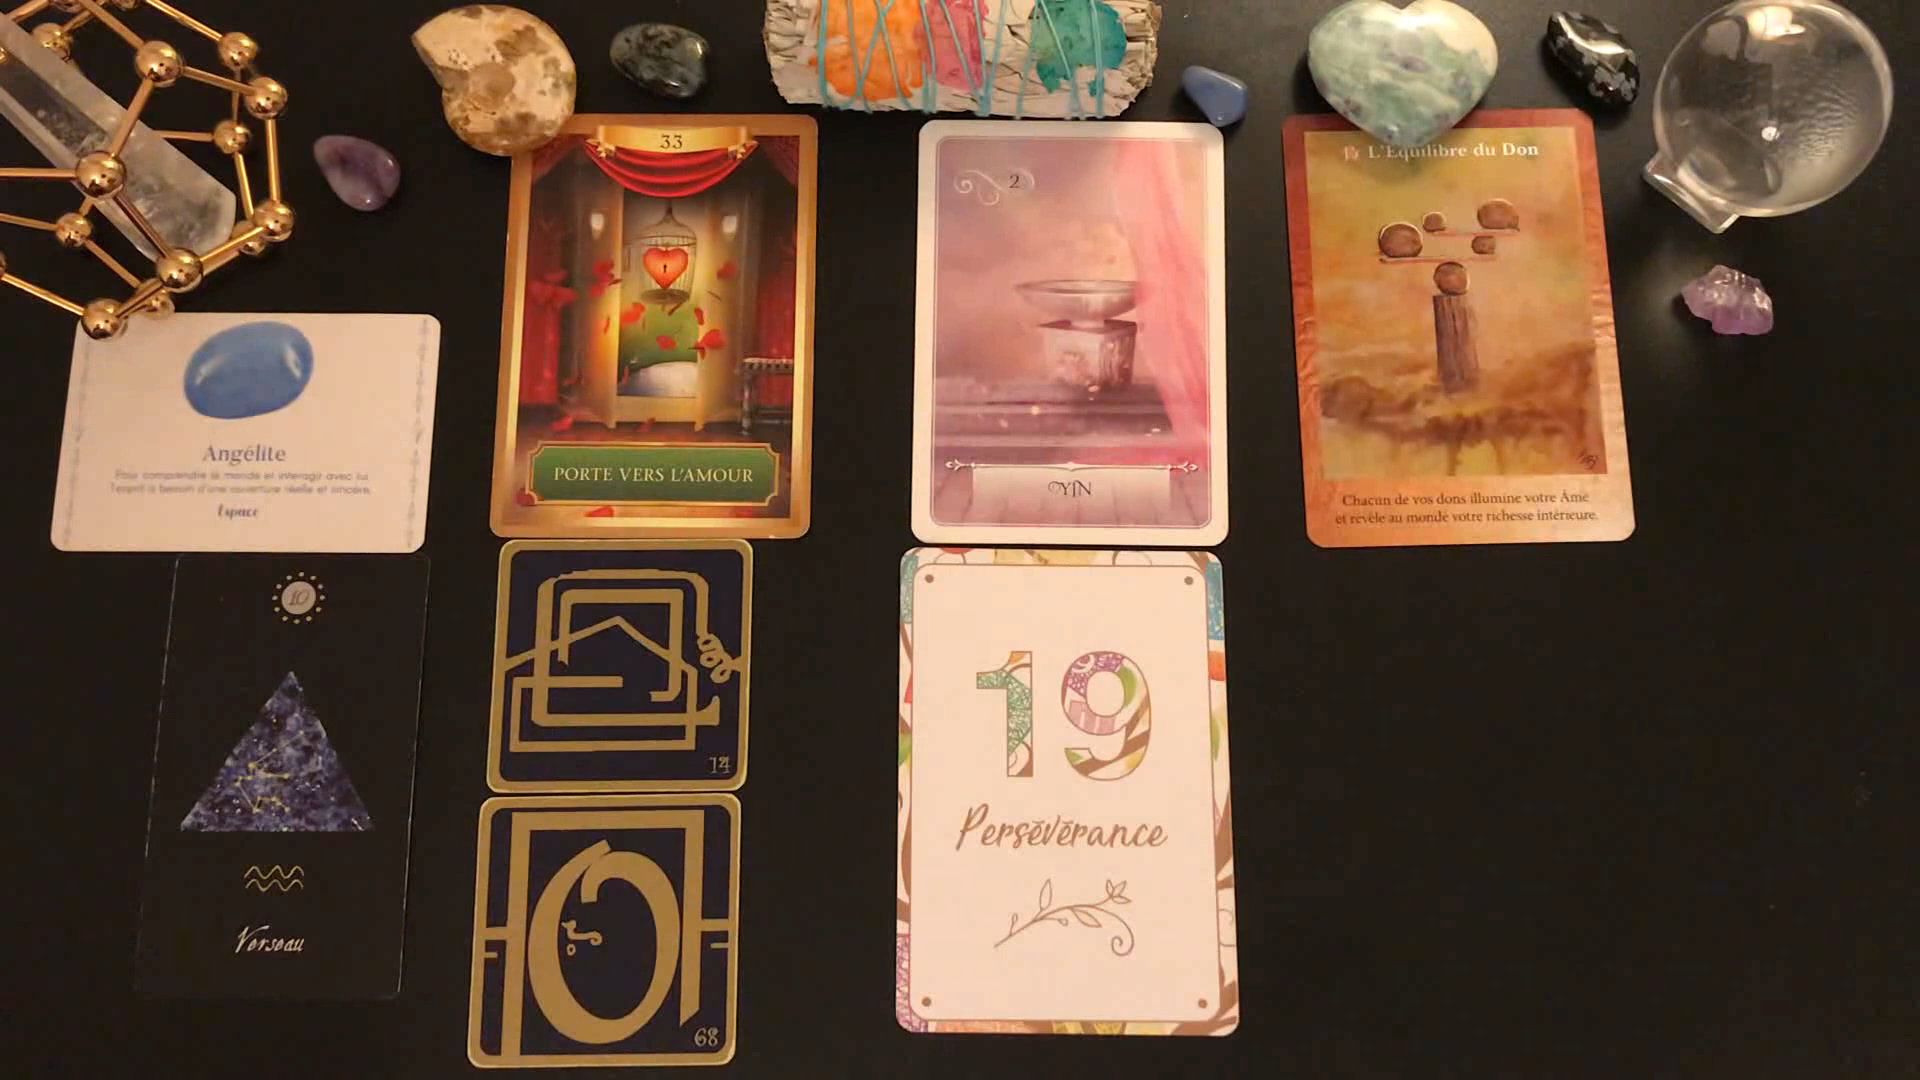 33
PORTE VERS L'AMOUR
2
YIN
L'Équilibre du Don
Chacun de vos dons illumine votre Âme
et révèle au monde votre richesse intérieure.
Angélite
Pour comprendre le monde et interagir avec lui
l'esprit a besoin d'une ouverture réelle et sincère.
Espace
10
Verseau
14
68
19
Persévérance